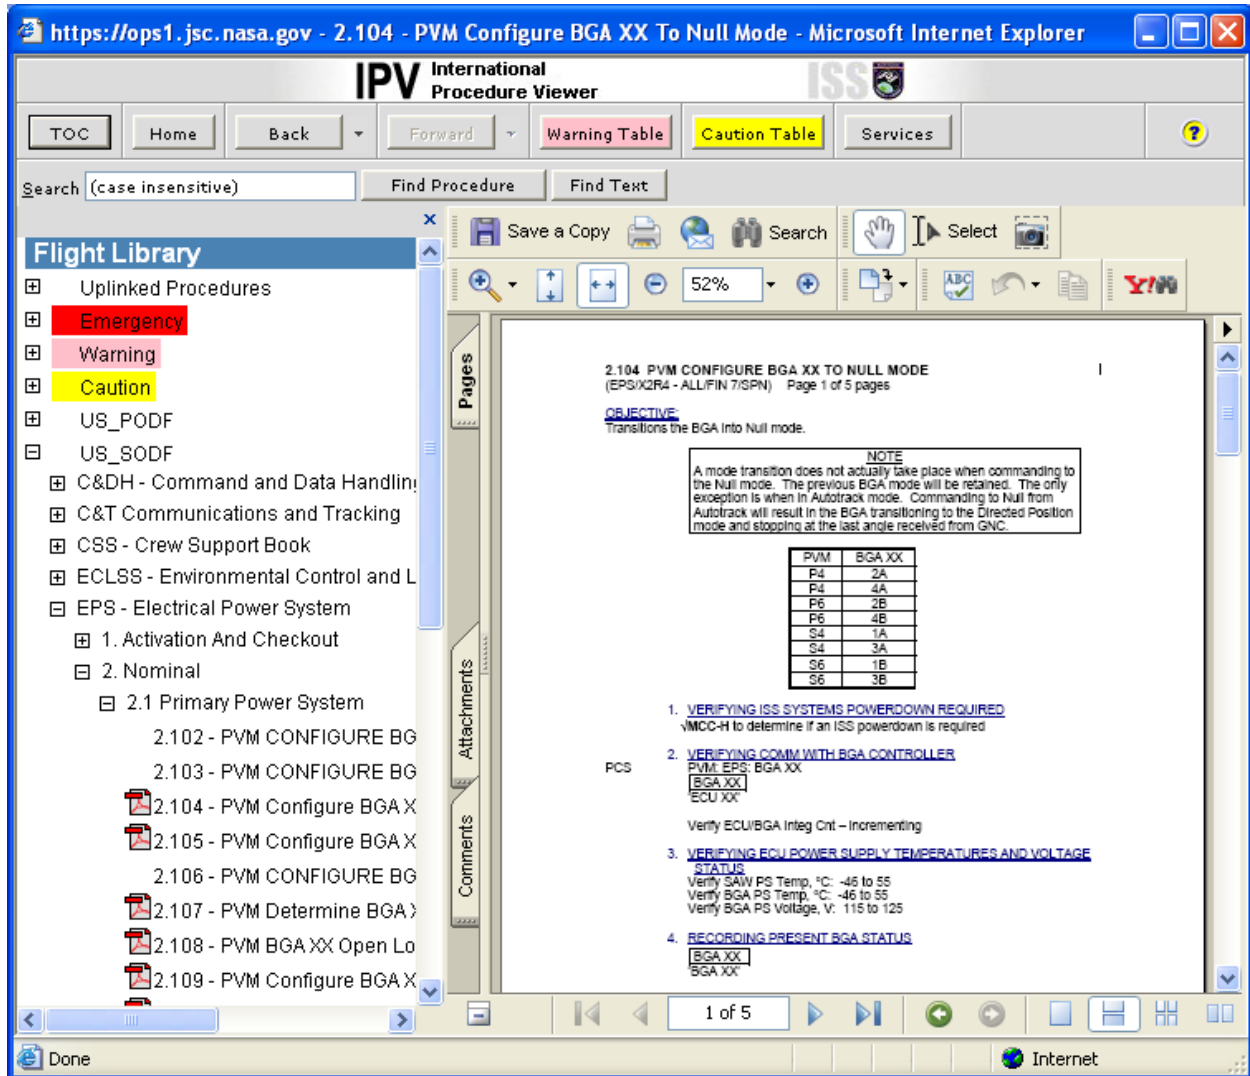 https://ops1.jsc.nasa.gov - 2.104 - PVM Configure BGA XX To Null Mode - Microsoft Internet Explorer
IPV International
Procedure Viewer
ISS
TOC Home Back Forward Warning Table Caution Table Services ?
Search (case insensitive) Find Procedure Find Text
Flight Library
Uplinked Procedures
Emergency
Warning
Caution
US_PODF
US_SODF
C&DH - Command and Data Handling
C&T Communications and Tracking
CSS - Crew Support Book
ECLSS - Environmental Control and L
EPS - Electrical Power System
1. Activation And Checkout
2. Nominal
2.1 Primary Power System
2.102 - PVM CONFIGURE BG
2.103 - PVM CONFIGURE BG
2.104 - PVM Configure BGA X
2.105 - PVM Configure BGA X
2.106 - PVM CONFIGURE BG
2.107 - PVM Determine BGA X
2.108 - PVM BGA XX Open Lo
2.109 - PVM Configure BGA X
Save a Copy Search Select
52% ABC Y!
Pages
Attachments
Comments
2.104 PVM CONFIGURE BGA XX TO NULL MODE
(EPS/X2R4 - ALL/FIN 7/SPN) Page 1 of 5 pages
OBJECTIVE:
Transitions the BGA into Null mode.
NOTE
A mode transition does not actually take place when commanding to
the Null mode. The previous BGA mode will be retained. The only
exception is when in Autotrack mode. Commanding to Null from
Autotrack will result in the BGA transitioning to the Directed Position
mode and stopping at the last angle received from GNC.
PVM BGA XX
P4 2A
P4 4A
P6 2B
P6 4B
S4 1A
S4 3A
S6 1B
S6 3B
1. VERIFYING ISS SYSTEMS POWERDOWN REQUIRED
√MCC-H to determine if an ISS powerdown is required
2. VERIFYING COMM WITH BGA CONTROLLER
PCS PVM: EPS: BGA XX
BGA XX
'ECU XX'
Verify ECU/BGA Integ Cnt – Incrementing
3. VERIFYING ECU POWER SUPPLY TEMPERATURES AND VOLTAGE
STATUS
Verify SAW PS Temp, °C: -46 to 55
Verify BGA PS Temp, °C: -46 to 55
Verify BGA PS Voltage, V: 115 to 125
4. RECORDING PRESENT BGA STATUS
BGA XX
'BGA XX'
1 of 5
Done Internet